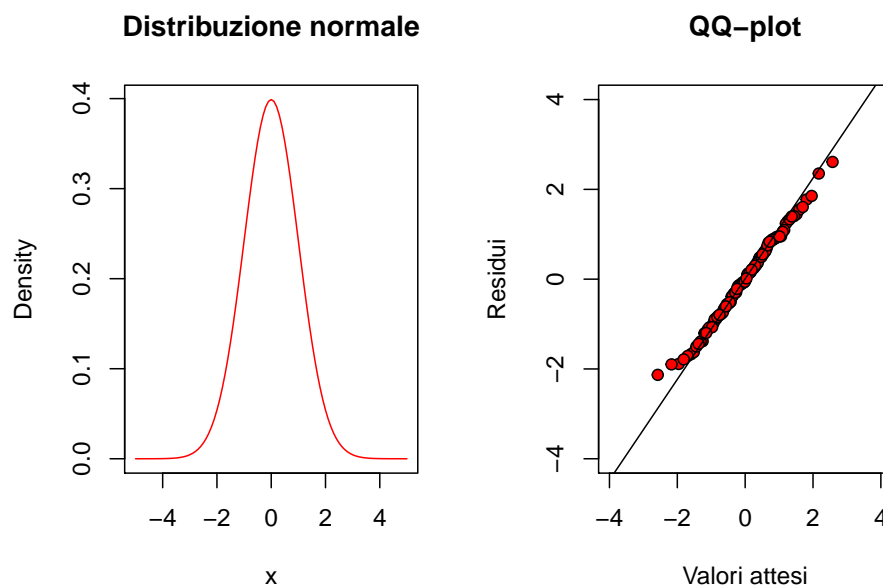 Distribuzione normale
Density
0.0 0.1 0.2 0.3 0.4
−4 −2 0 2 4
x
QQ−plot
Residui
−4 −2 0 2 4
−4 −2 0 2 4
Valori attesi